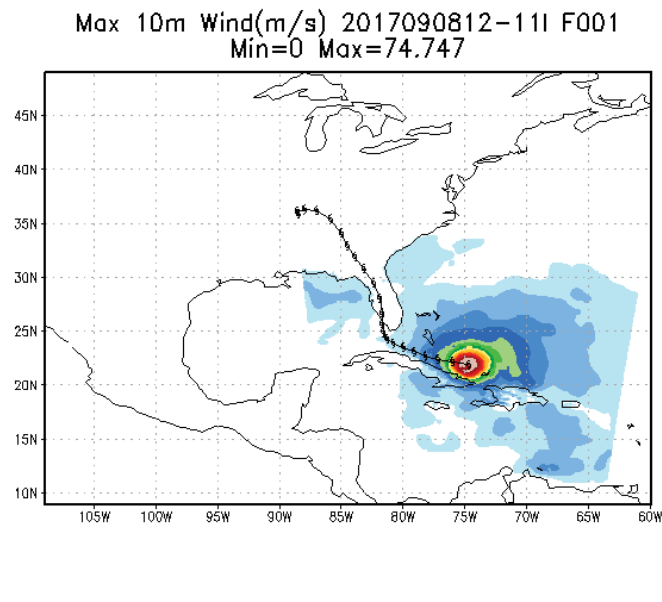 Max 10m Wind(m/s) 2017090812-11l F001
Min=0 Max=74.747
45N
40N
35N
30N
25N
20N
15N
10N
105W 100W 95W 90W 85W 80W 75W 70W 65W 60W